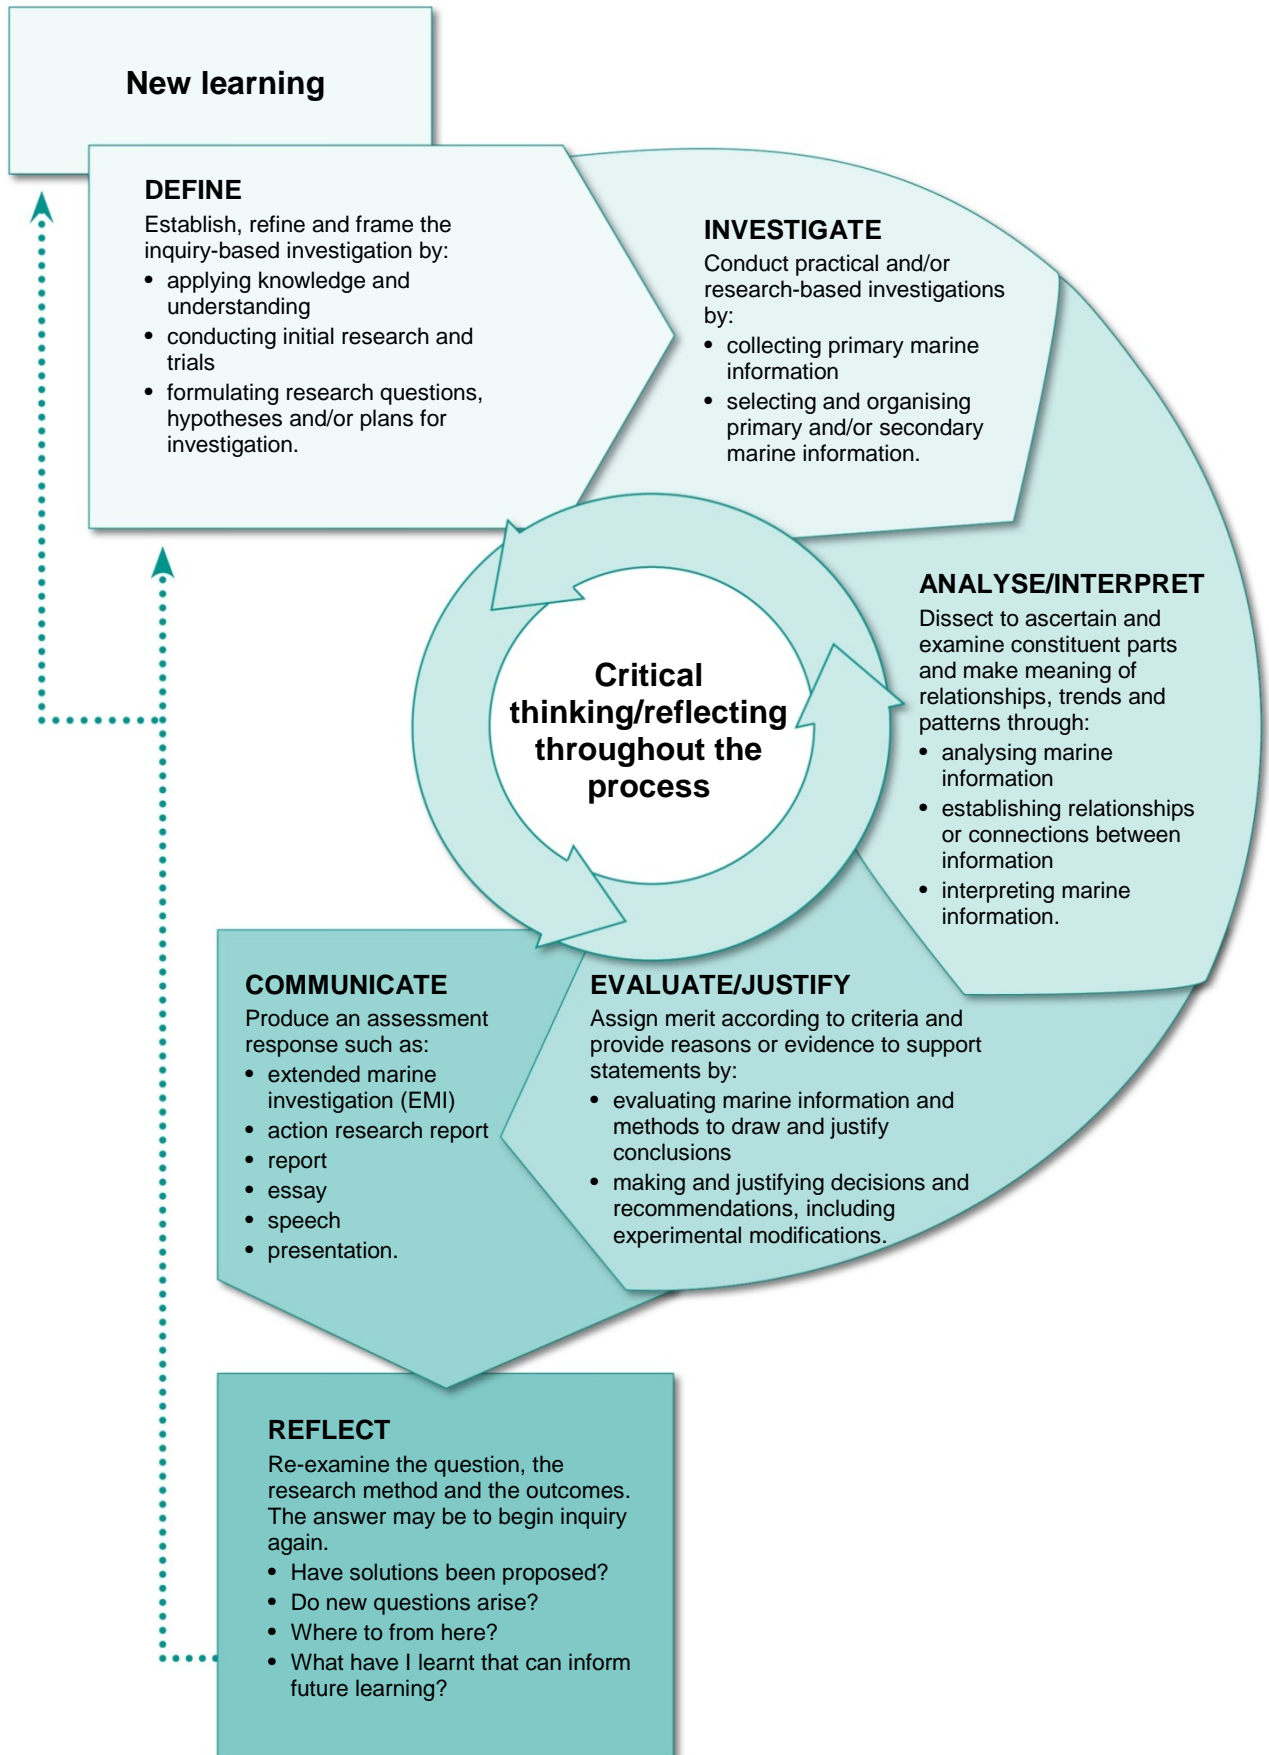 New learning
DEFINE
Establish, refine and frame the
inquiry-based investigation by:
• applying knowledge and
understanding
• conducting initial research and
trials
• formulating research questions,
hypotheses and/or plans for
investigation.
INVESTIGATE
Conduct practical and/or
research-based investigations
by:
• collecting primary marine
information
• selecting and organising
primary and/or secondary
marine information.
ANALYSE/INTERPRET
Dissect to ascertain and
examine constituent parts
and make meaning of
relationships, trends and
patterns through:
• analysing marine
information
• establishing relationships
or connections between
information
• interpreting marine
information.
Critical
thinking/reflecting
throughout the
process
EVALUATE/JUSTIFY
Assign merit according to criteria and
provide reasons or evidence to support
statements by:
• evaluating marine information and
methods to draw and justify
conclusions
• making and justifying decisions and
recommendations, including
experimental modifications.
COMMUNICATE
Produce an assessment
response such as:
• extended marine
investigation (EMI)
• action research report
• report
• essay
• speech
• presentation.
REFLECT
Re-examine the question, the
research method and the outcomes.
The answer may be to begin inquiry
again.
• Have solutions been proposed?
• Do new questions arise?
• Where to from here?
• What have I learnt that can inform
future learning?